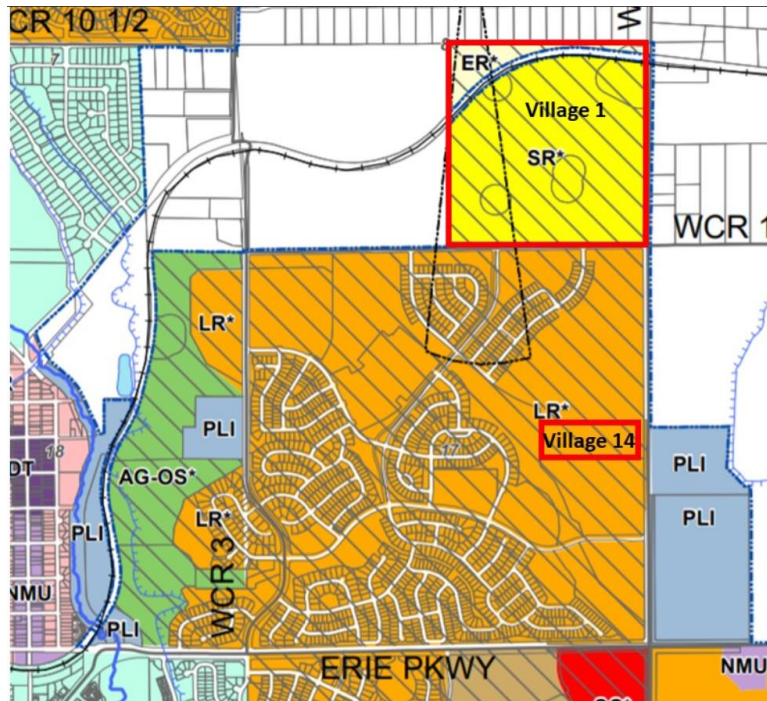 CR 10 1/2
W
7
8
ER*
Village 1
SR*
WCR 1
LR*
LR*
Village 14
PLI
17
18
DT
AG-OS*
PLI
PLI
PLI
LR*
WCR 3
NMU
PLI
ERIE PKWY
NMU